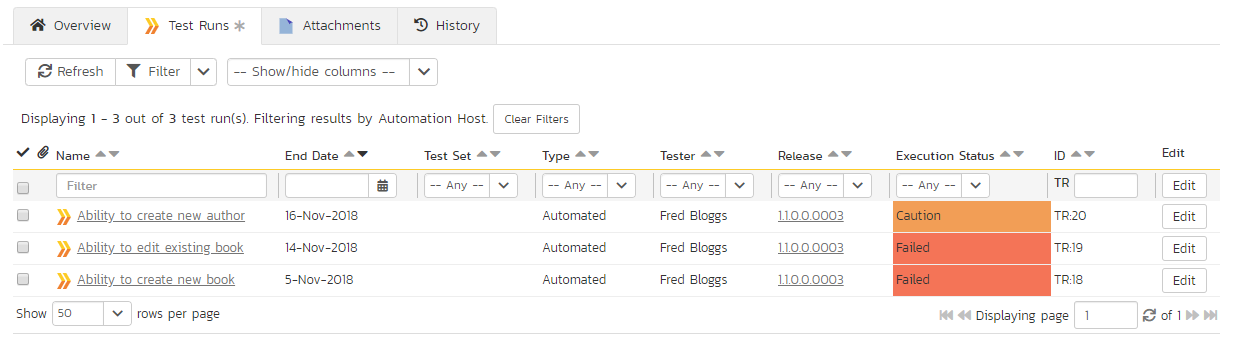 Overview Test Runs Attachments History
Refresh Filter -- Show/hide columns --
Displaying 1 - 3 out of 3 test run(s). Filtering results by Automation Host. Clear Filters
Name End Date Test Set Type Tester Release Execution Status ID Edit
Filter -- Any -- -- Any -- -- Any -- -- Any -- -- Any -- TR Edit
Ability to create new author 16-Nov-2018 Automated Fred Bloggs 1.1.0.0.0003 Caution TR:20 Edit
Ability to edit existing book 14-Nov-2018 Automated Fred Bloggs 1.1.0.0.0003 Failed TR:19 Edit
Ability to create new book 5-Nov-2018 Automated Fred Bloggs 1.1.0.0.0003 Failed TR:18 Edit
Show 50 rows per page Displaying page 1 of 1